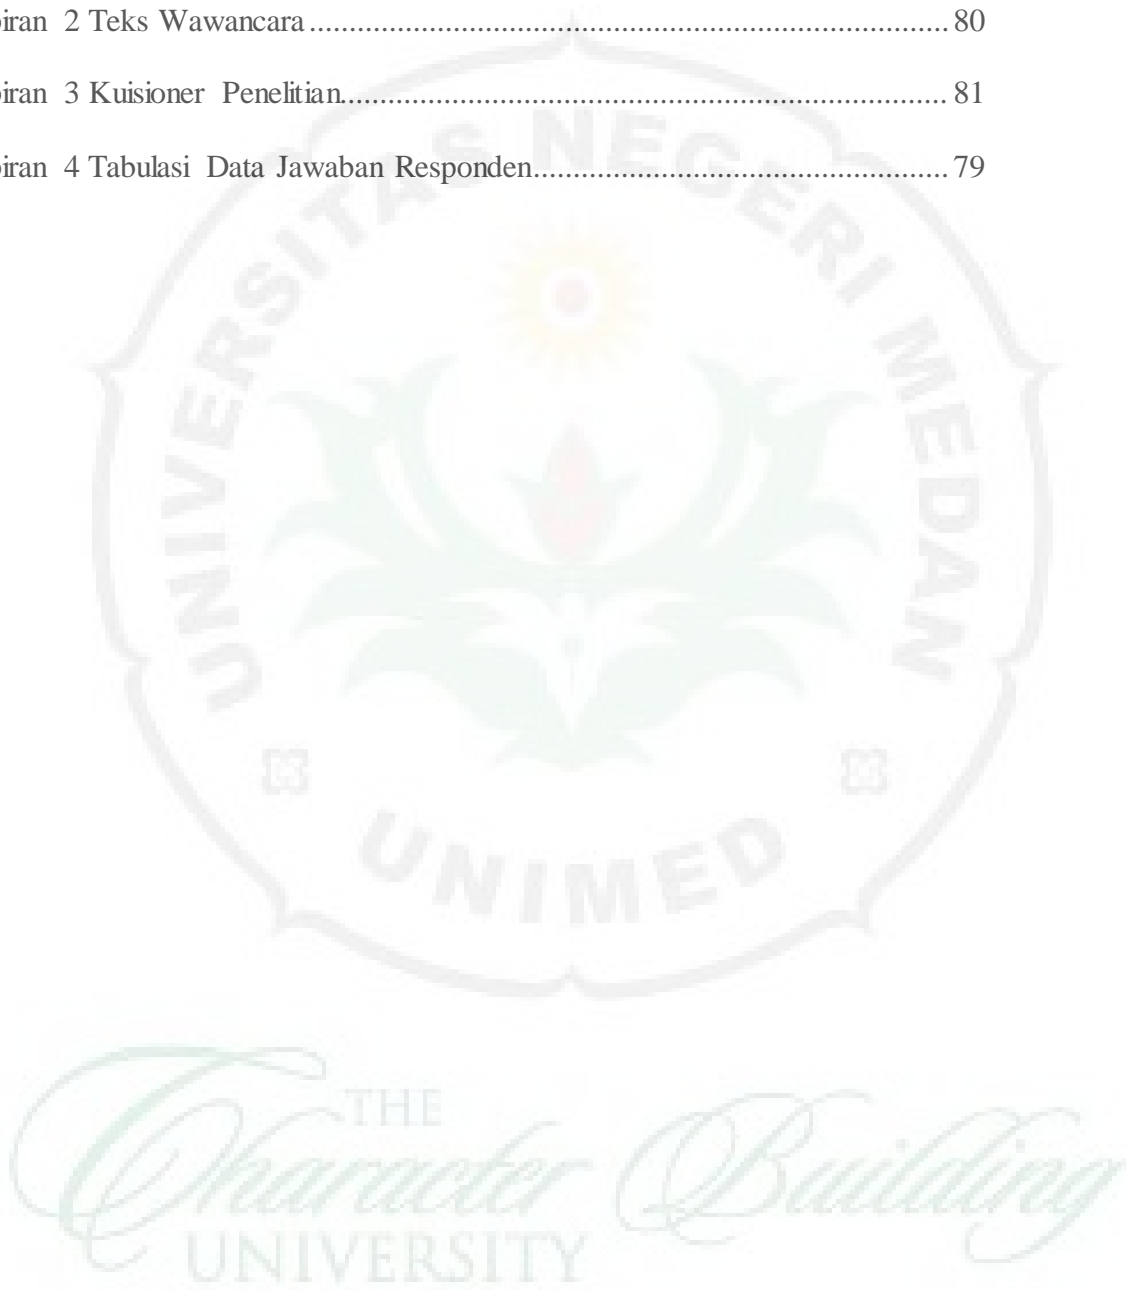 piran 2 Teks Wawancara........................................................................................ 80
piran 3 Kuisioner Penelitian.................................................................................... 81
piran 4 Tabulasi Data Jawaban Responden......................................................... 79
UNIVERSITAS NEGERI MEDAN
UNIMED
THE
Character Building
UNIVERSITY